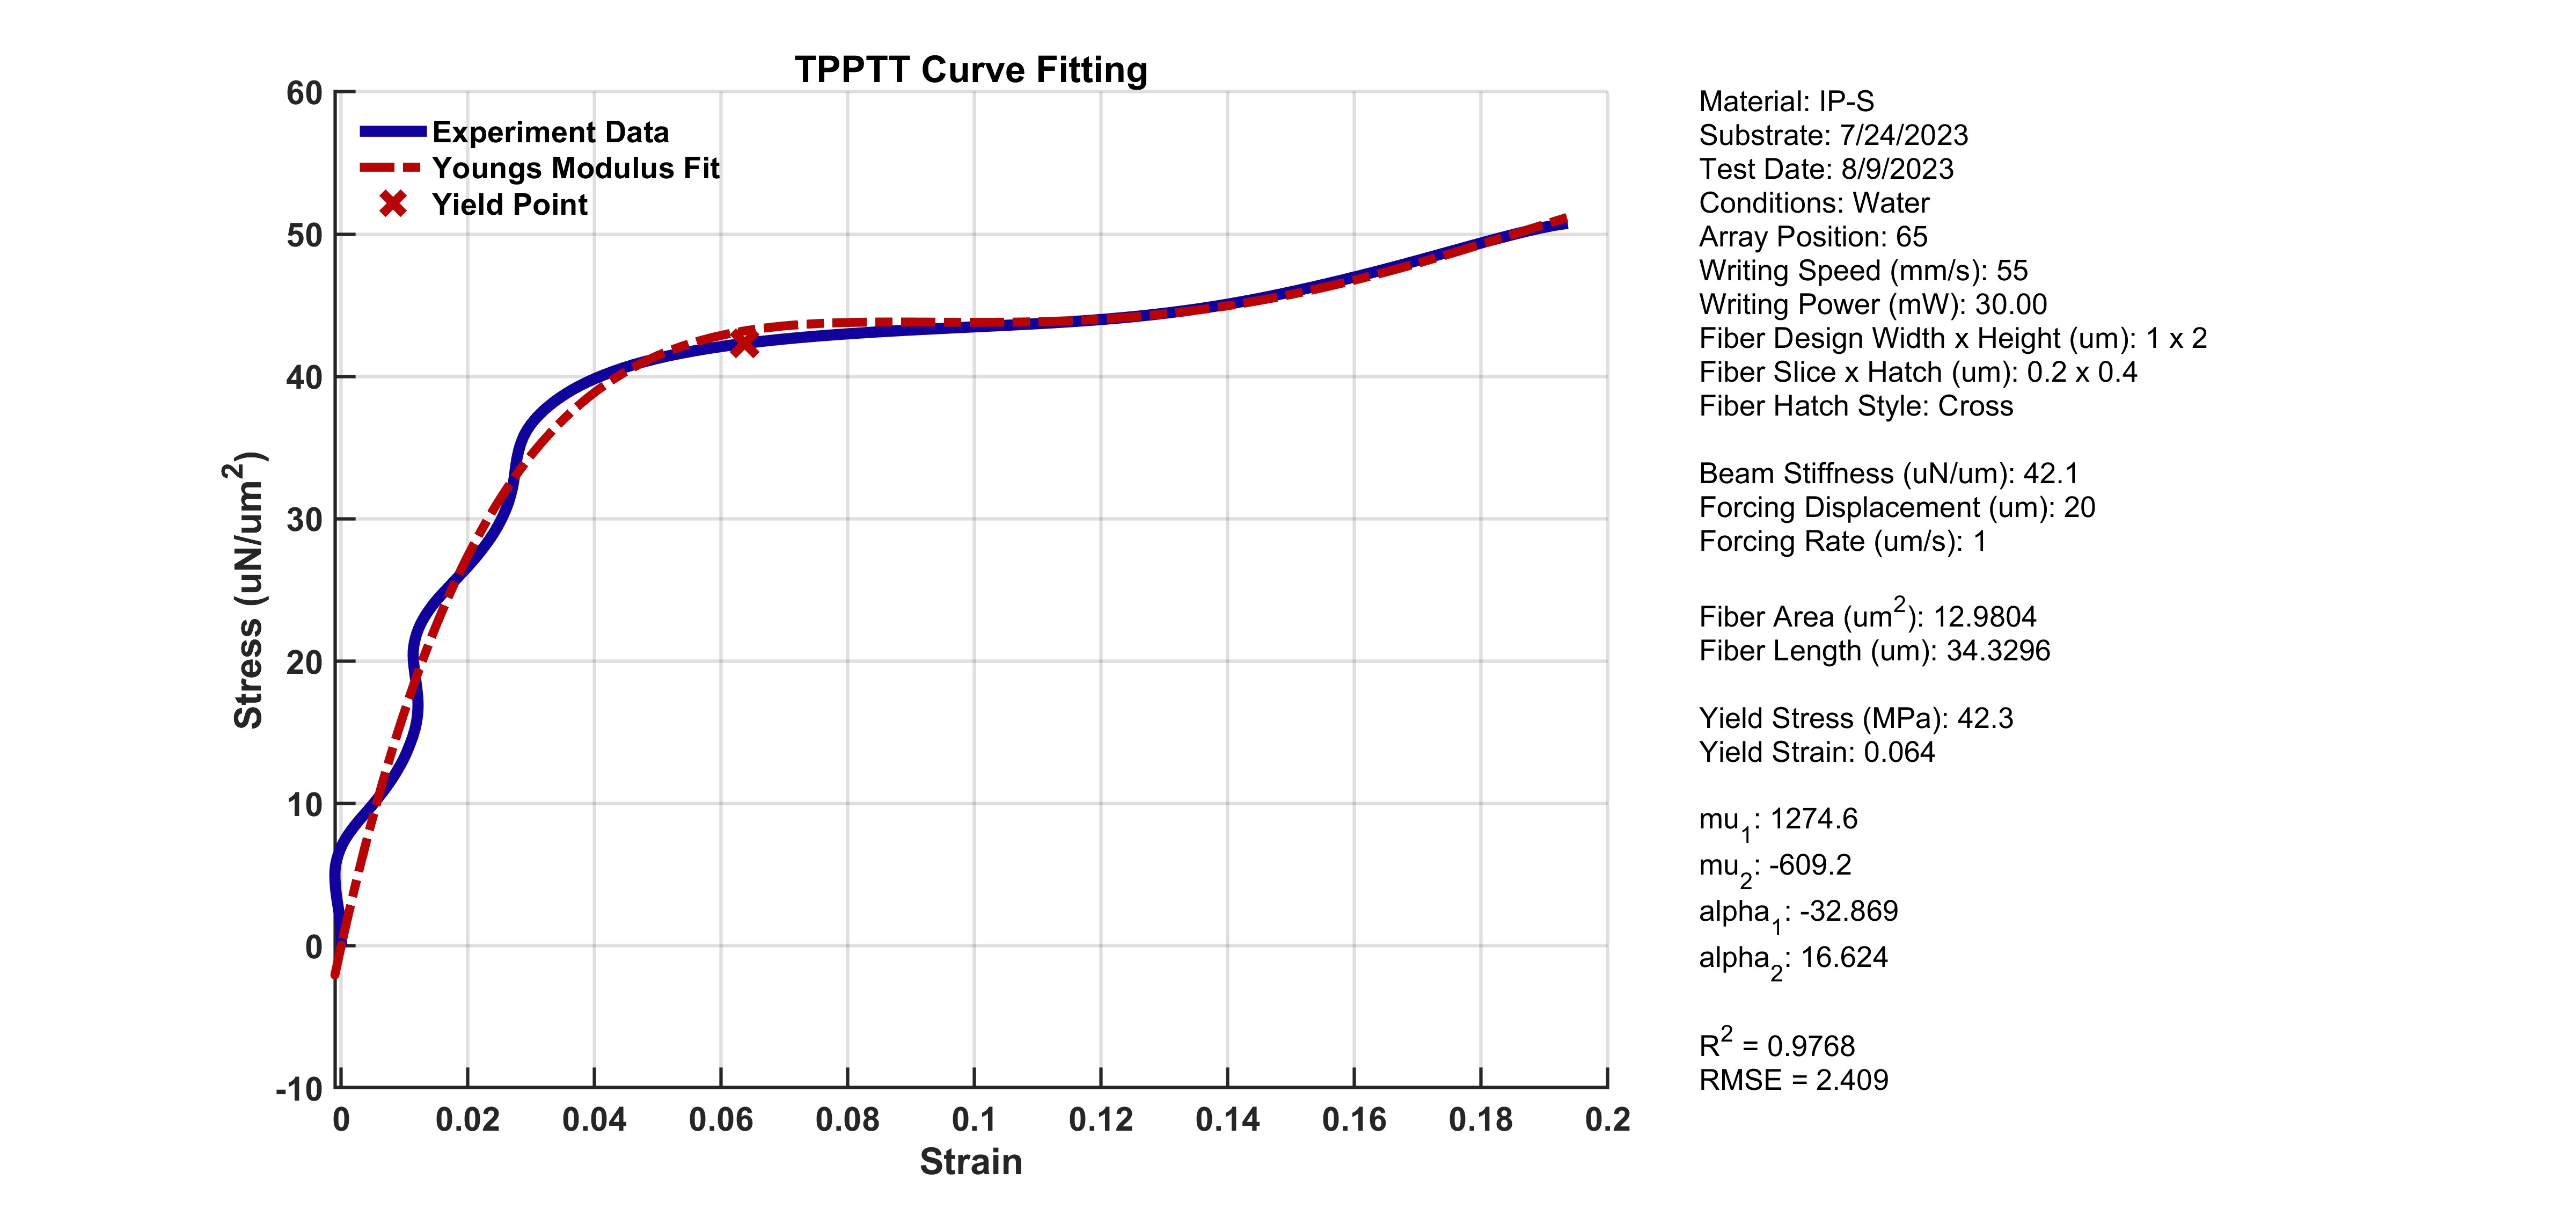 TPPTT Curve Fitting
60
50
40
30
20
10
0
-10
Stress (uN/um²)
Experiment Data
Youngs Modulus Fit
Yield Point
0 0.02 0.04 0.06 0.08 0.1 0.12 0.14 0.16 0.18 0.2
Strain
Material: IP-S
Substrate: 7/24/2023
Test Date: 8/9/2023
Conditions: Water
Array Position: 65
Writing Speed (mm/s): 55
Writing Power (mW): 30.00
Fiber Design Width x Height (um): 1 x 2
Fiber Slice x Hatch (um): 0.2 x 0.4
Fiber Hatch Style: Cross
Beam Stiffness (uN/um): 42.1
Forcing Displacement (um): 20
Forcing Rate (um/s): 1
Fiber Area (um²): 12.9804
Fiber Length (um): 34.3296
Yield Stress (MPa): 42.3
Yield Strain: 0.064
mu₁: 1274.6
mu₂: -609.2
alpha₁: -32.869
alpha₂: 16.624
R² = 0.9768
RMSE = 2.409